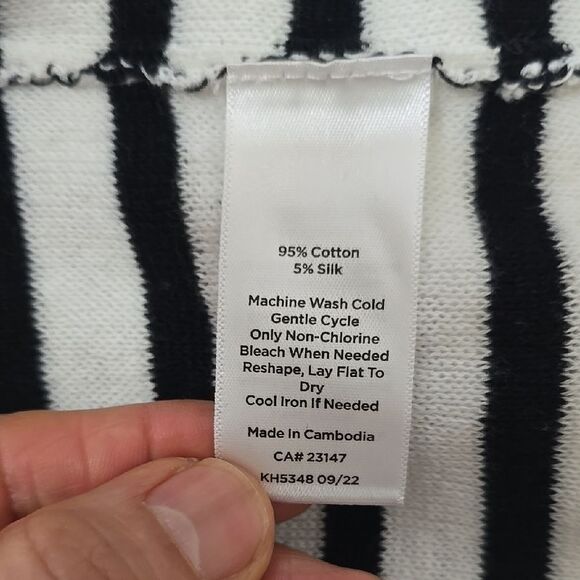 95% Cotton
5% Silk
Machine Wash Cold
Gentle Cycle
Only Non-Chlorine
Bleach When Needed
Reshape, Lay Flat To
Dry
Cool Iron If Needed
Made In Cambodia
CA# 23147
KH5348 09/22